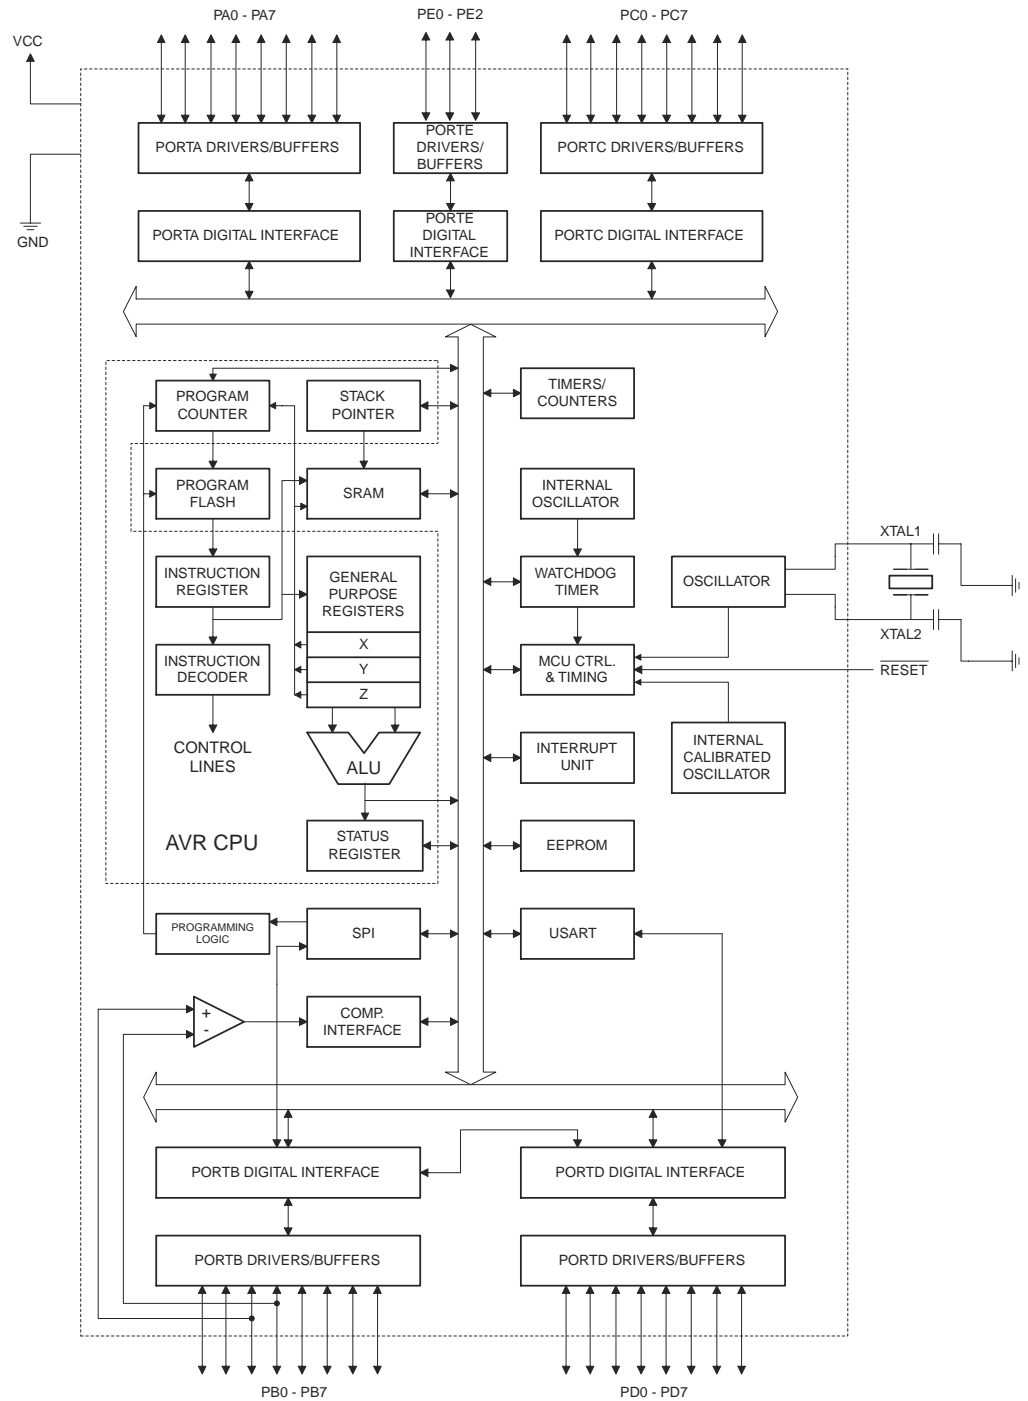 PA0 - PA7
PE0 - PE2
PC0 - PC7
VCC
PORTA DRIVERS/BUFFERS
PORTE
DRIVERS/
BUFFERS
PORTC DRIVERS/BUFFERS
GND
PORTA DIGITAL INTERFACE
PORTE
DIGITAL
INTERFACE
PORTC DIGITAL INTERFACE
PROGRAM
COUNTER
STACK
POINTER
TIMERS/
COUNTERS
PROGRAM
FLASH
SRAM
INTERNAL
OSCILLATOR
XTAL1
INSTRUCTION
REGISTER
GENERAL
PURPOSE
REGISTERS
X
Y
Z
WATCHDOG
TIMER
OSCILLATOR
XTAL2
INSTRUCTION
DECODER
MCU CTRL.
& TIMING
RESET
CONTROL
LINES
ALU
INTERRUPT
UNIT
INTERNAL
CALIBRATED
OSCILLATOR
AVR CPU
STATUS
REGISTER
EEPROM
PROGRAMMING
LOGIC
SPI
USART
+
-
COMP.
INTERFACE
PORTB DIGITAL INTERFACE
PORTD DIGITAL INTERFACE
PORTB DRIVERS/BUFFERS
PORTD DRIVERS/BUFFERS
PB0 - PB7
PD0 - PD7